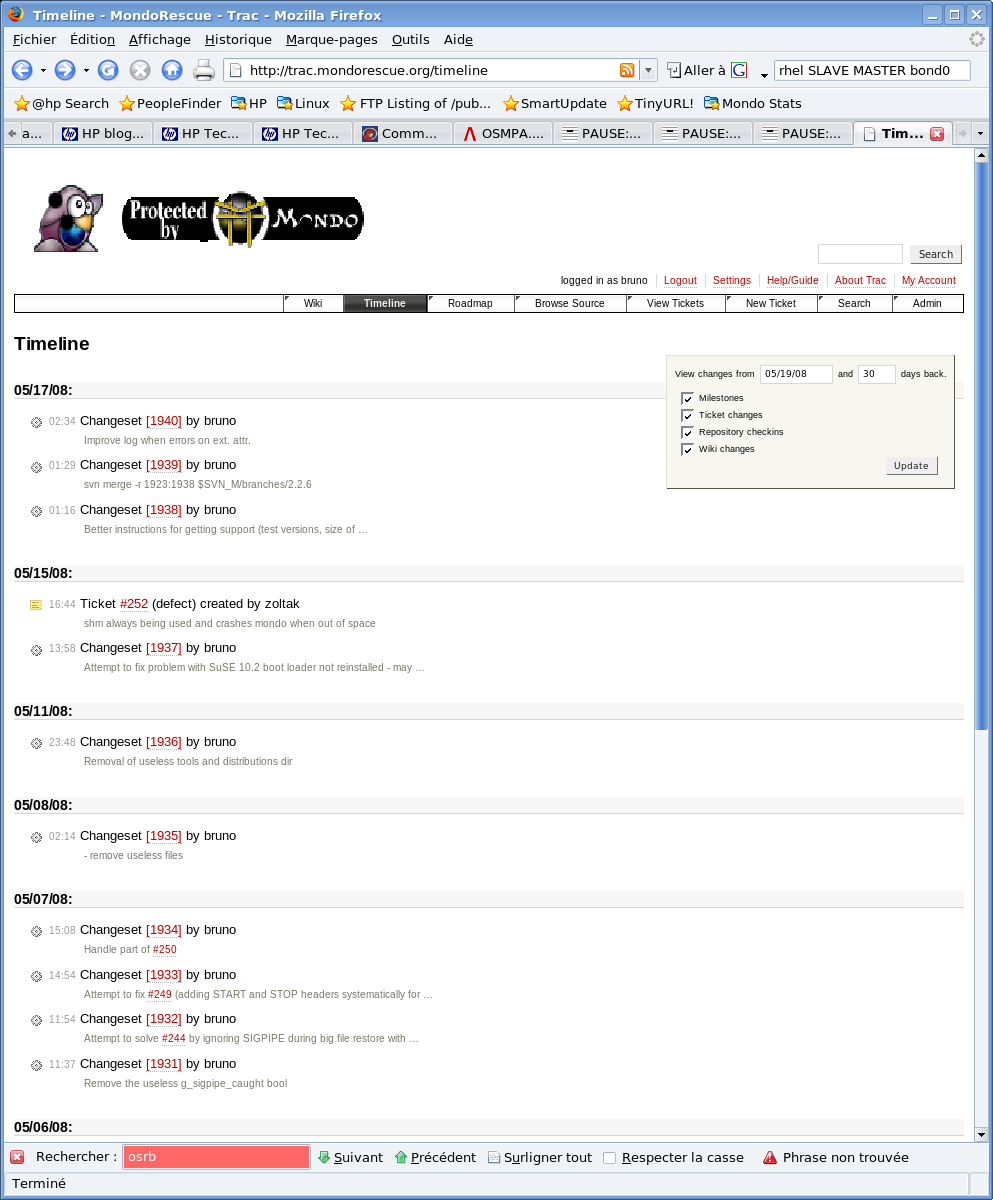 Timeline - MondoRescue - Trac - Mozilla Firefox
Fichier Édition Affichage Historique Marque-pages Outils Aide
http://trac.mondorescue.org/timeline Aller à G rhel SLAVE MASTER bond0
@hp Search PeopleFinder HP Linux FTP Listing of /pub... SmartUpdate TinyURL! Mondo Stats
a... HP blog... HP Tec... HP Tec... Comm... OSMPA.... PAUSE:... PAUSE:... PAUSE:... Tim...
Protected by MONDO
Search
logged in as bruno Logout Settings Help/Guide About Trac My Account
Wiki Timeline Roadmap Browse Source View Tickets New Ticket Search Admin
Timeline
View changes from 05/19/08 and 30 days back.
Milestones
Ticket changes
Repository checkins
Wiki changes
Update
05/17/08:
02:34 Changeset [1940] by bruno
Improve log when errors on ext. attr.
01:29 Changeset [1939] by bruno
svn merge -r 1923:1938 $SVN_M/branches/2.2.6
01:16 Changeset [1938] by bruno
Better instructions for getting support (test versions, size of …
05/15/08:
16:44 Ticket #252 (defect) created by zoltak
shm always being used and crashes mondo when out of space
13:58 Changeset [1937] by bruno
Attempt to fix problem with SuSE 10.2 boot loader not reinstalled - may …
05/11/08:
23:48 Changeset [1936] by bruno
Removal of useless tools and distributions dir
05/08/08:
02:14 Changeset [1935] by bruno
- remove useless files
05/07/08:
15:08 Changeset [1934] by bruno
Handle part of #250
14:54 Changeset [1933] by bruno
Attempt to fix #249 (adding START and STOP headers systematically for …
11:54 Changeset [1932] by bruno
Attempt to solve #244 by ignoring SIGPIPE during big file restore with …
11:37 Changeset [1931] by bruno
Remove the useless g_sigpipe_caught bool
05/06/08:
Rechercher : osrb Suivant Précédent Surligner tout Respecter la casse Phrase non trouvée
Terminé